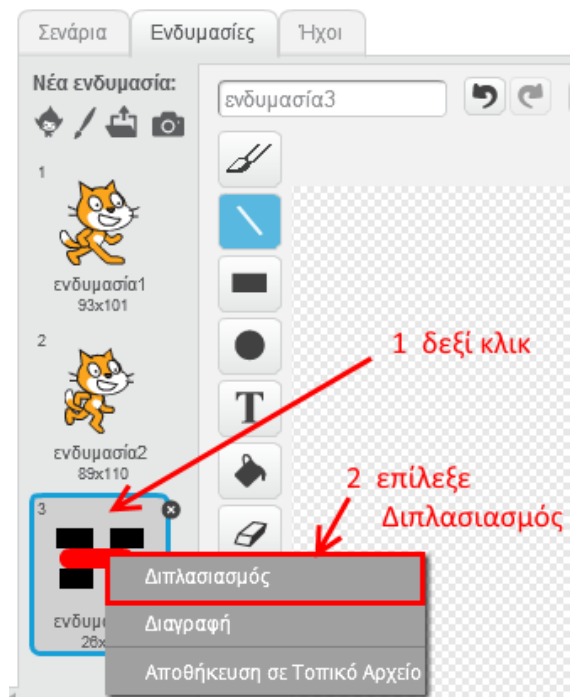 Σενάρια Ενδυμασίες Ήχοι
Νέα ενδυμασία:
ενδυμασία3
1
ενδυμασία1
93x101
2
ενδυμασία2
89x110
3
1 δεξί κλικ
T
2 επίλεξε
Διπλασιασμός
Διπλασιασμός
Διαγραφή
Αποθήκευση σε Τοπικό Αρχείο